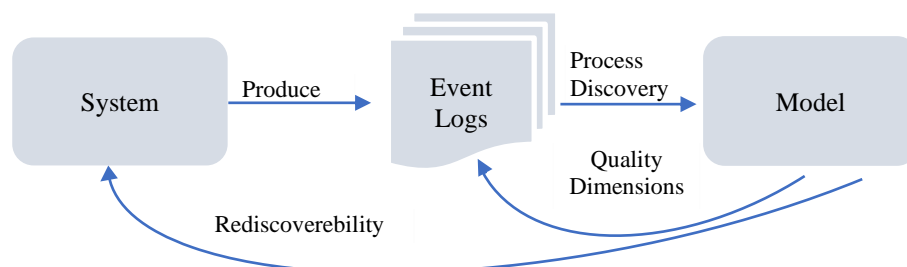 System
Produce
Event
Logs
Process
Discovery
Model
Quality
Dimensions
Rediscoverebility